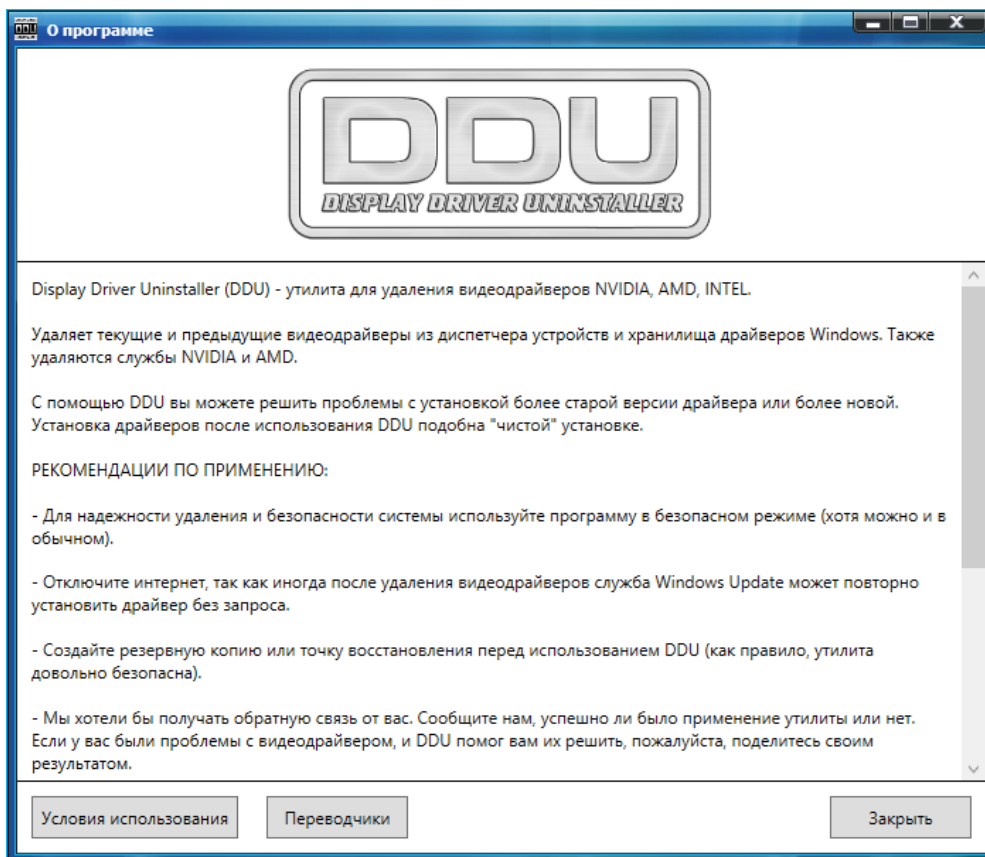 О программе
DDU
DISPLAY DRIVER UNINSTALLER
Display Driver Uninstaller (DDU) - утилита для удаления видеодрайверов NVIDIA, AMD, INTEL.
Удаляет текущие и предыдущие видеодрайверы из диспетчера устройств и хранилища драйверов Windows. Также
удаляются службы NVIDIA и AMD.
С помощью DDU вы можете решить проблемы с установкой более старой версии драйвера или более новой.
Установка драйверов после использования DDU подобна "чистой" установке.
РЕКОМЕНДАЦИИ ПО ПРИМЕНЕНИЮ:
- Для надежности удаления и безопасности системы используйте программу в безопасном режиме (хотя можно и в
обычном).
- Отключите интернет, так как иногда после удаления видеодрайверов служба Windows Update может повторно
установить драйвер без запроса.
- Создайте резервную копию или точку восстановления перед использованием DDU (как правило, утилита
довольно безопасна).
- Мы хотели бы получать обратную связь от вас. Сообщите нам, успешно ли было применение утилиты или нет.
Если у вас были проблемы с видеодрайвером, и DDU помог вам их решить, пожалуйста, поделитесь своим
результатом.
Условия использования
Переводчики
Закрыть